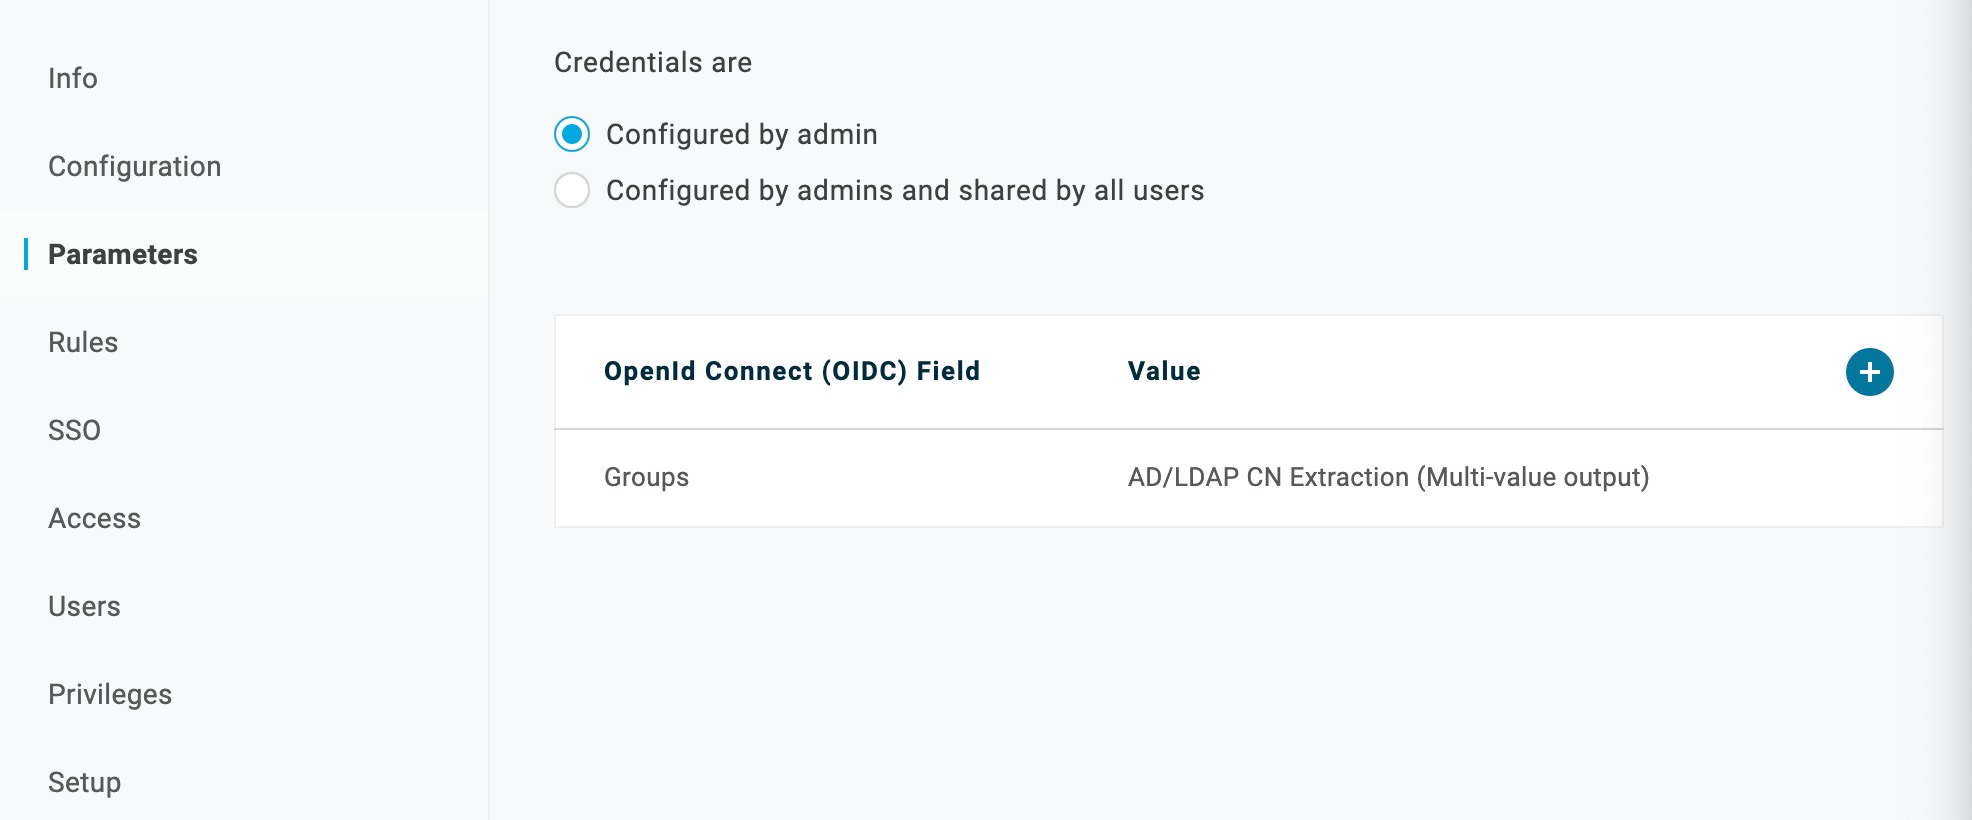 Info
Configuration
Parameters
Rules
SSO
Access
Users
Privileges
Setup
Credentials are
Configured by admin
Configured by admins and shared by all users
OpenId Connect (OIDC) Field Value
Groups AD/LDAP CN Extraction (Multi-value output)